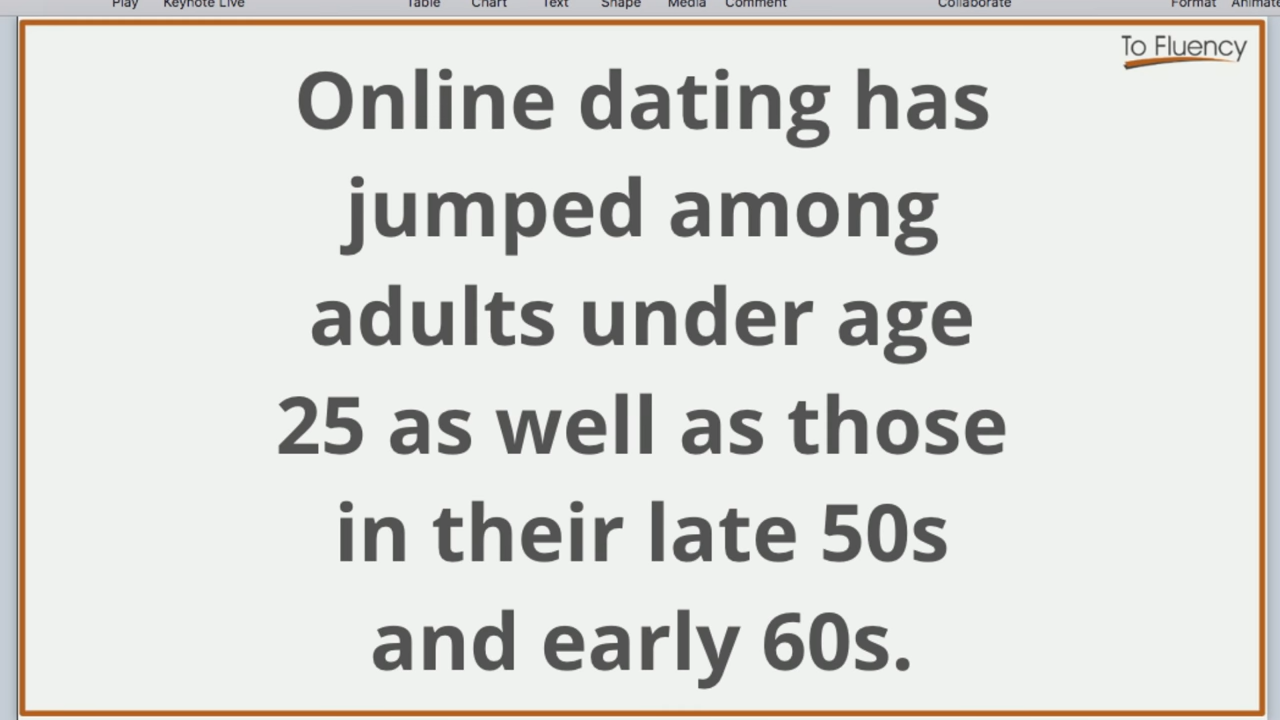 Play Keynote Live Table Chart Text Shape Media Comment Collaborate Format Animate
To Fluency
Online dating has
jumped among
adults under age
25 as well as those
in their late 50s
and early 60s.